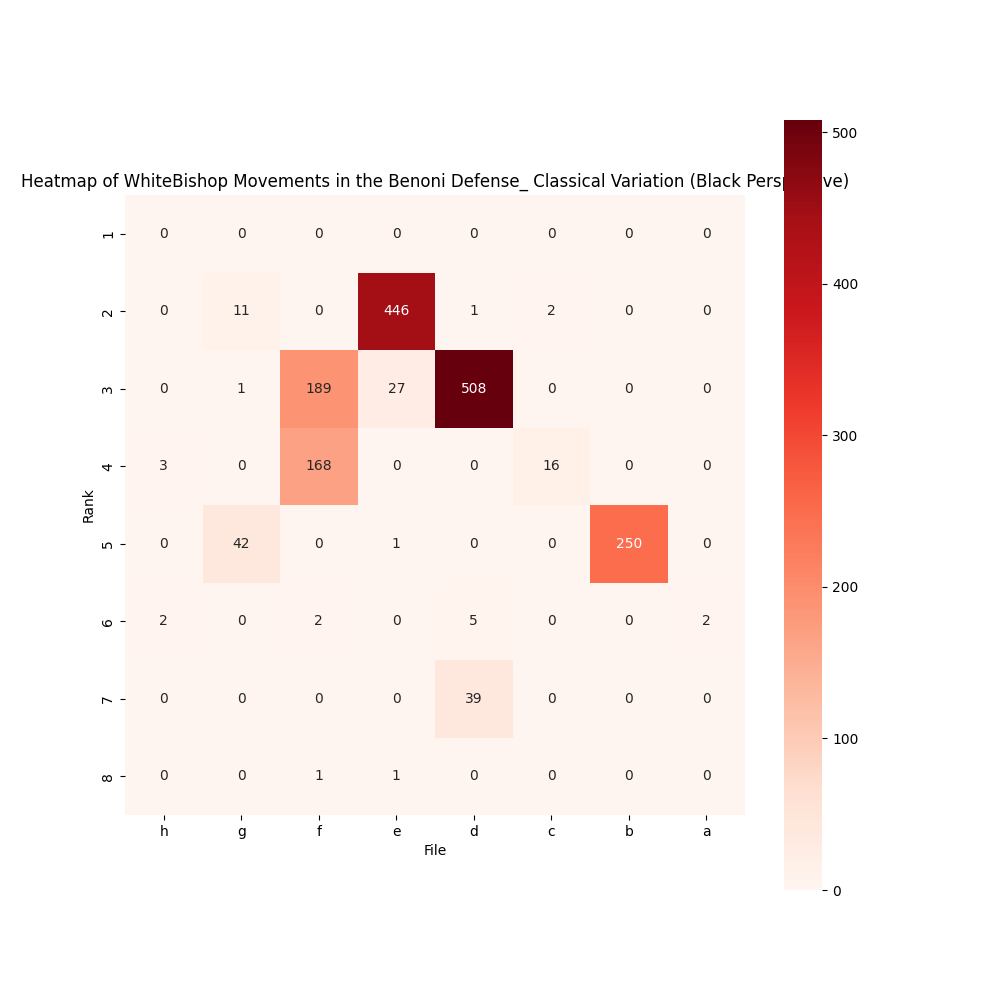 Heatmap of WhiteBishop Movements in the Benoni Defense_ Classical Variation (Black Perspective)
1 0 0 0 0 0 0 0 0
2 0 11 0 446 1 2 0 0
3 0 1 189 27 508 0 0 0
4 3 0 168 0 0 16 0 0
Rank
5 0 42 0 1 0 0 250 0
6 2 0 2 0 5 0 0 2
7 0 0 0 0 39 0 0 0
8 0 0 1 1 0 0 0 0
h g f e d c b a
File
500
400
300
200
100
0